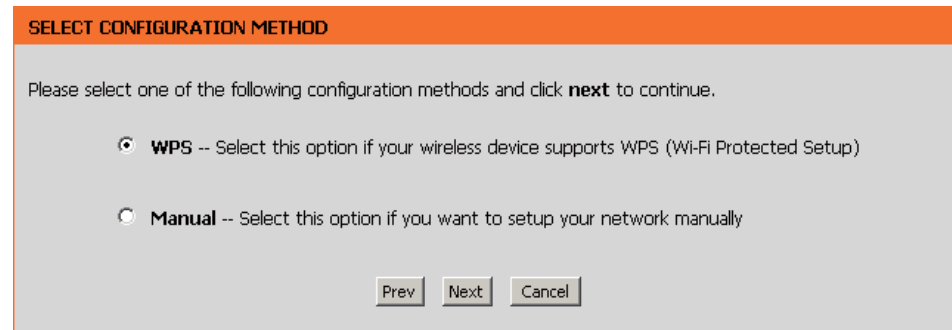 SELECT CONFIGURATION METHOD
Please select one of the following configuration methods and click next to continue.
WPS -- Select this option if your wireless device supports WPS (Wi-Fi Protected Setup)
Manual -- Select this option if you want to setup your network manually
Prev Next Cancel